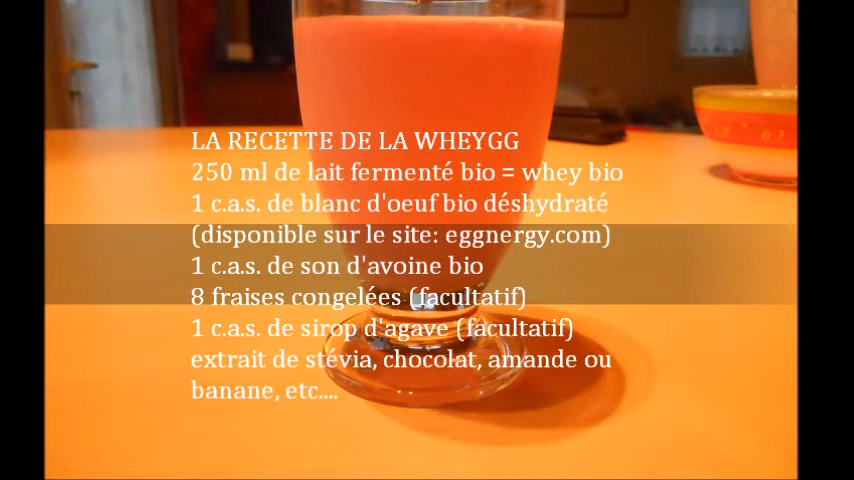 LA RECETTE DE LA WHEYGG
250 ml de lait fermenté bio = whey bio
1 c.a.s. de blanc d'oeuf bio déshydraté
(disponible sur le site: eggnergy.com)
1 c.a.s. de son d'avoine bio
8 fraises congelées (facultatif)
1 c.a.s. de sirop d'agave (facultatif)
extrait de stévia, chocolat, amande ou
banane, etc....